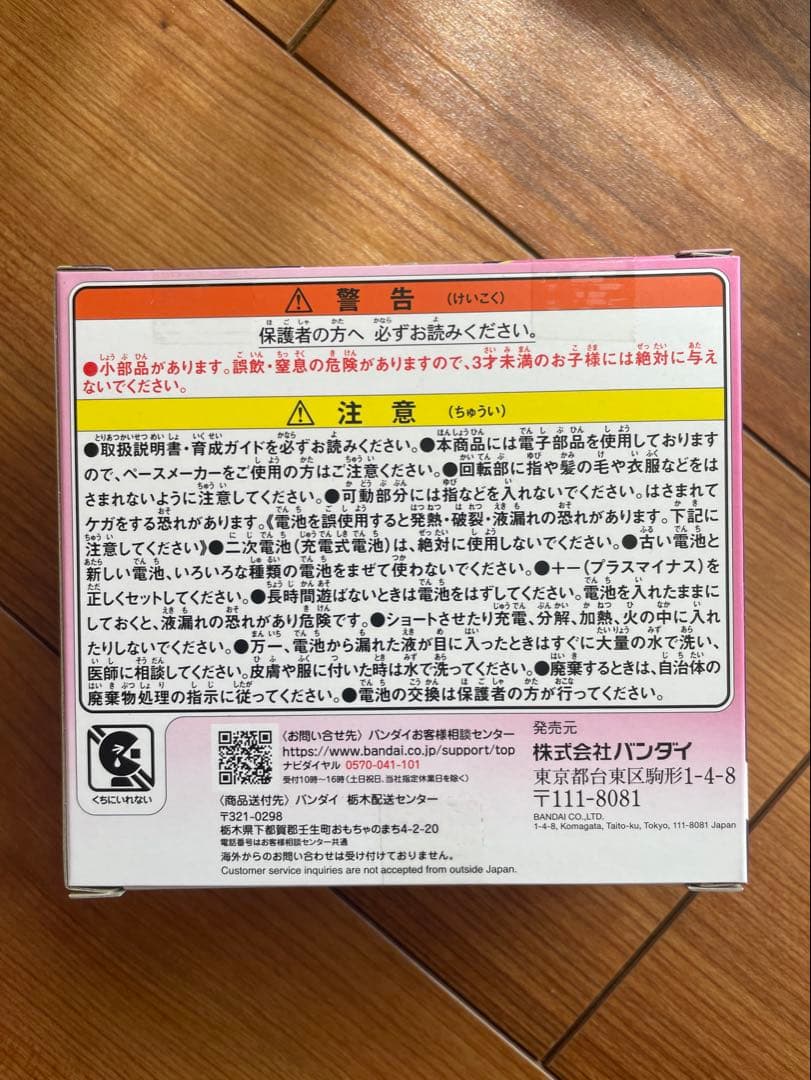 警告（けいこく）
保護者の方へ 必ずお読みください。
●小部品があります。誤飲・窒息の危険がありますので、3才未満のお子様には絶対に与え
ないでください。
注意（ちゅうい）
●取扱説明書・育成ガイドを必ずお読みください。●本商品には電子部品を使用しております
ので、ペースメーカーをご使用の方はご注意ください。●回転部に指や髪の毛や衣服などをは
さまれないように注意してください。●可動部分には指などを入れないでください。はさまれて
ケガをする恐れがあります。《電池を誤使用すると発熱・破裂・液漏れの恐れがあります。下記に
注意してください》●二次電池（充電式電池）は、絶対に使用しないでください。●古い電池と
新しい電池、いろいろな種類の電池をまぜて使わないでください。●＋－（プラスマイナス）を
正しくセットしてください。●長時間遊ばないときは電池をはずしてください。電池を入れたままに
しておくと、液漏れの恐れがあり危険です。●ショートさせたり充電、分解、加熱、火の中に入れ
たりしないでください。●万一、電池から漏れた液が目に入ったときはすぐに大量の水で洗い、
医師に相談してください。皮膚や服に付いた時は水で洗ってください。●廃棄するときは、自治体の
廃棄物処理の指示に従ってください。●電池の交換は保護者の方が行ってください。
くちにいれない
〈お問い合せ先〉バンダイお客様相談センター
https://www.bandai.co.jp/support/top
ナビダイヤル 0570-041-101
受付10時～16時（土日祝日、当社指定休業日を除く）
〈商品送付先〉バンダイ 栃木配送センター
〒321-0298
栃木県下都賀郡壬生町おもちゃのまち4-2-20
電話番号はお客様相談センター共通
海外からのお問い合わせは受け付けておりません。
Customer service inquiries are not accepted from outside Japan.
発売元
株式会社バンダイ
東京都台東区駒形1-4-8
〒111-8081
BANDAI CO.,LTD.
1-4-8, Komagata, Taito-ku, Tokyo, 111-8081 Japan